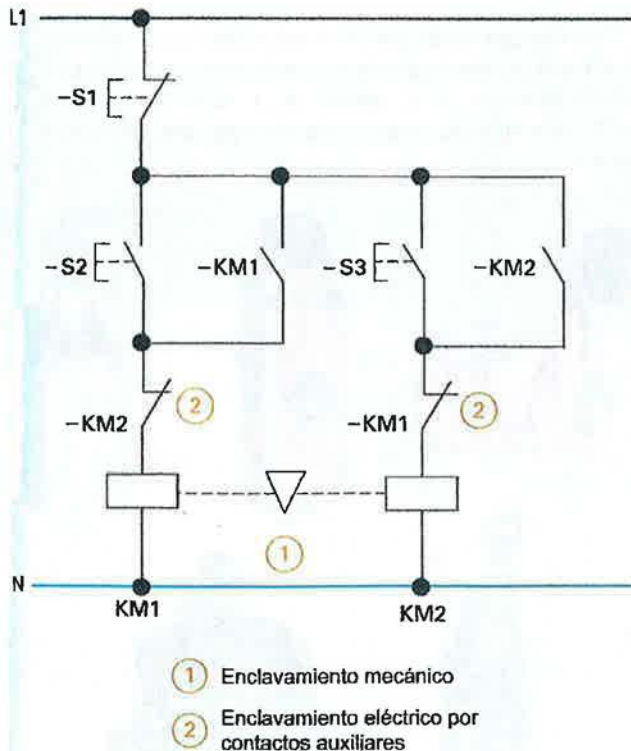 L1
-S1
-S2
-KM1
-S3
-KM2
-KM2
2
-KM1
2
1
N
KM1
KM2
1 Enclavamiento mecánico
2 Enclavamiento eléctrico por
contactos auxiliares